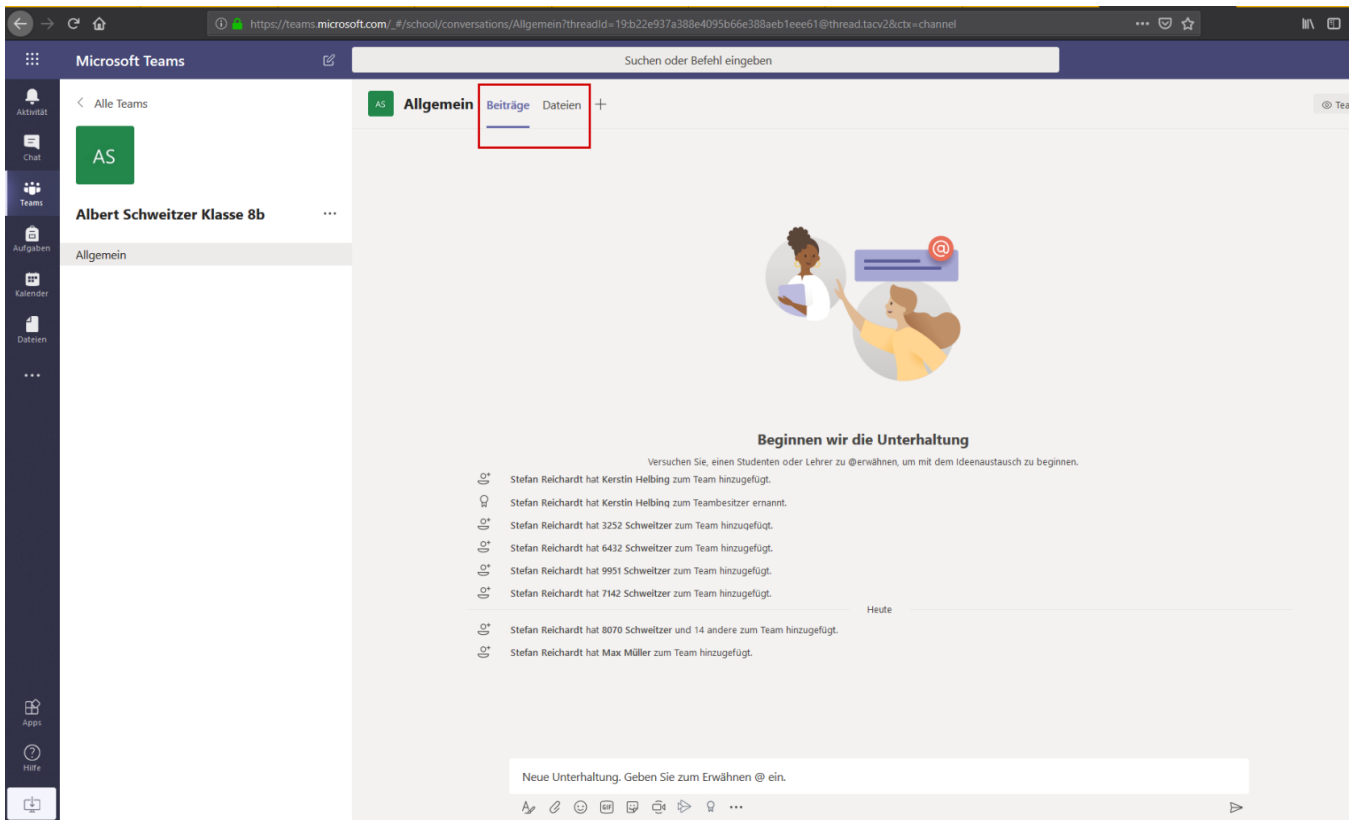 https://teams.microsoft.com/_#/school/conversations/Allgemein?threadId=19:b22e937a388e4095b66e388aeb1eee61@thread.tacv2&ctx=channel
Microsoft Teams
Suchen oder Befehl eingeben
Aktivität
Chat
Teams
Aufgaben
Kalender
Dateien
Apps
Hilfe
Alle Teams
AS
Albert Schweitzer Klasse 8b
Allgemein
AS Allgemein Beiträge Dateien
@
Beginnen wir die Unterhaltung
Versuchen Sie, einen Studenten oder Lehrer zu @erwähnen, um mit dem Ideenaustausch zu beginnen.
Stefan Reichardt hat Kerstin Helbing zum Team hinzugefügt.
Stefan Reichardt hat Kerstin Helbing zum Teambesitzer ernannt.
Stefan Reichardt hat 3252 Schweitzer zum Team hinzugefügt.
Stefan Reichardt hat 6432 Schweitzer zum Team hinzugefügt.
Stefan Reichardt hat 9951 Schweitzer zum Team hinzugefügt.
Stefan Reichardt hat 7142 Schweitzer zum Team hinzugefügt.
Heute
Stefan Reichardt hat 8070 Schweitzer und 14 andere zum Team hinzugefügt.
Stefan Reichardt hat Max Müller zum Team hinzugefügt.
Neue Unterhaltung. Geben Sie zum Erwähnen @ ein.
GIF